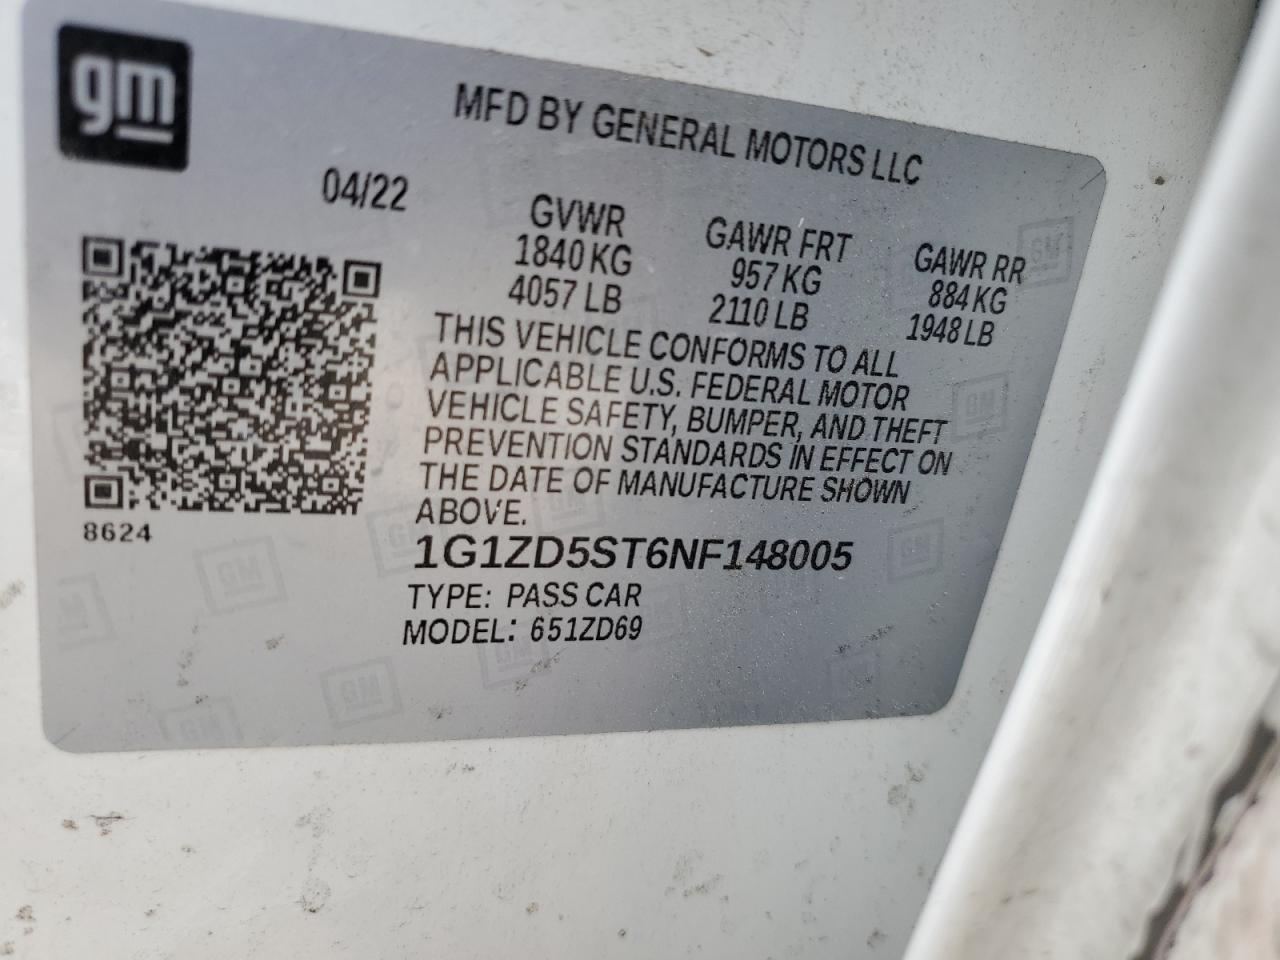 gm
MFD BY GENERAL MOTORS LLC
04/22
GVWR GAWR FRT GAWR RR
1840 KG 957 KG 884 KG
4057 LB 2110 LB 1948 LB
THIS VEHICLE CONFORMS TO ALL
APPLICABLE U.S. FEDERAL MOTOR
VEHICLE SAFETY, BUMPER, AND THEFT
PREVENTION STANDARDS IN EFFECT ON
THE DATE OF MANUFACTURE SHOWN
ABOVE.
8624
1G1ZD5ST6NF148005
TYPE: PASS CAR
MODEL: 651ZD69